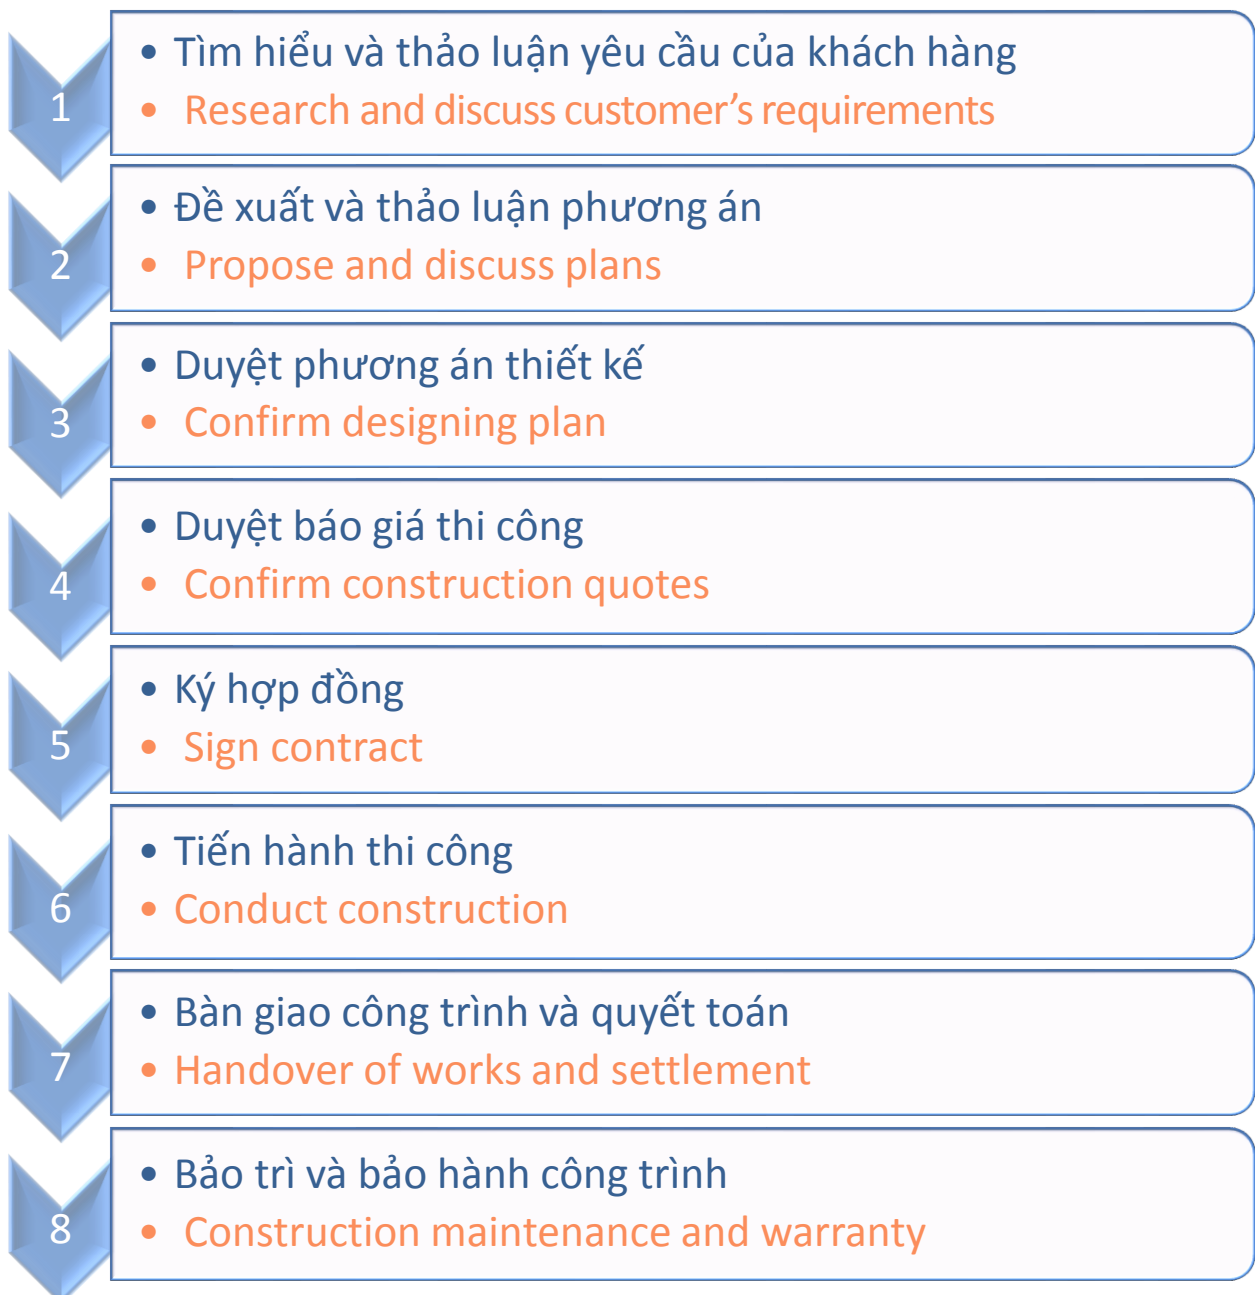 1
• Tìm hiểu và thảo luận yêu cầu của khách hàng
• Research and discuss customer’s requirements
2
• Đề xuất và thảo luận phương án
• Propose and discuss plans
3
• Duyệt phương án thiết kế
• Confirm designing plan
4
• Duyệt báo giá thi công
• Confirm construction quotes
5
• Ký hợp đồng
• Sign contract
6
• Tiến hành thi công
• Conduct construction
7
• Bàn giao công trình và quyết toán
• Handover of works and settlement
8
• Bảo trì và bảo hành công trình
• Construction maintenance and warranty